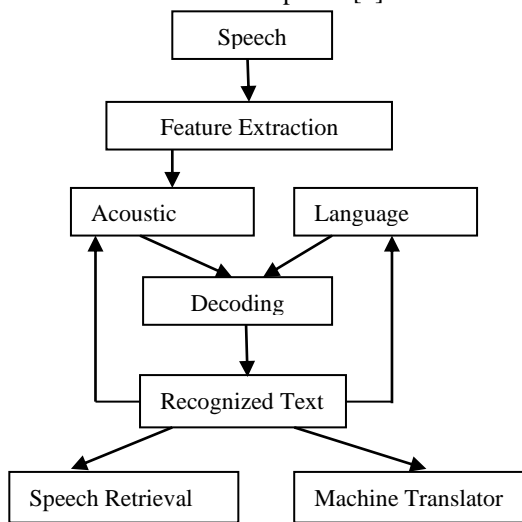 Speech
Feature Extraction
Acoustic
Language
Decoding
Recognized Text
Speech Retrieval
Machine Translator